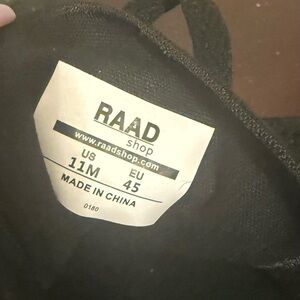 RAAD
shop
www.raadshop.com
US EU
11M 45
MADE IN CHINA
0180